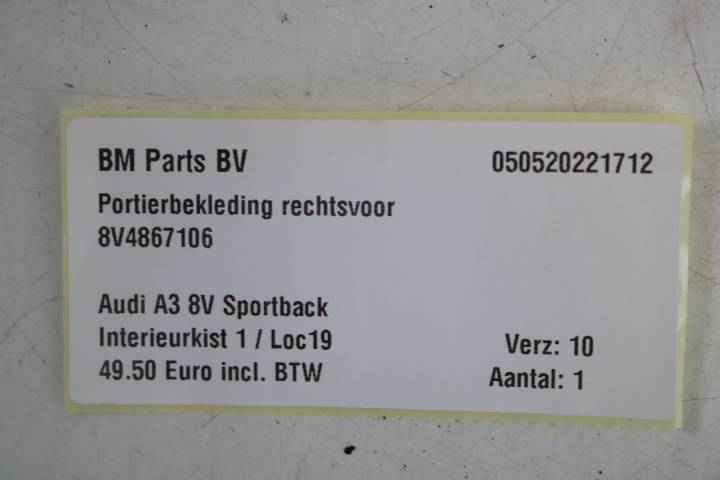 BM Parts BV 050520221712
Portierbekleding rechtsvoor
8V4867106
Audi A3 8V Sportback
Interieurkist 1 / Loc19 Verz: 10
49.50 Euro incl. BTW Aantal: 1